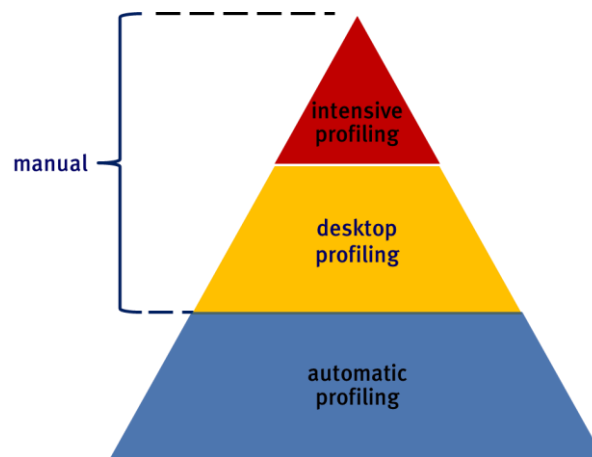 intensive
profiling
manual
desktop
profiling
automatic
profiling